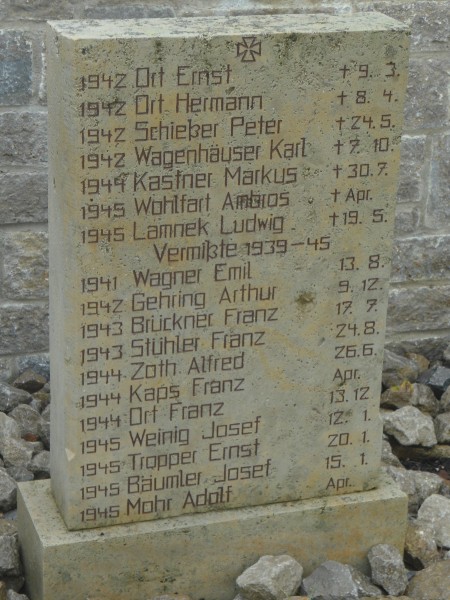 1942 Ort Ernst † 9. 3.
1942 Ort Hermann † 8. 4.
1942 Schießer Peter † 24. 5.
1942 Wagenhäuser Karl † 7. 10.
1944 Kastner Markus † 30. 7.
1945 Wohlfart Ambros † Apr.
1945 Lamnek Ludwig † 19. 5.
Vermißte 1939-45
1941 Wagner Emil 13. 8.
1942 Gehring Arthur 9. 12.
1943 Brückner Franz 17. 7.
1943 Stühler Franz 24. 8.
1944 Zoth Alfred 26. 6.
1944 Kaps Franz Apr.
1944 Ort Franz 13. 12.
1945 Weinig Josef 12. 1.
1945 Tropper Ernst 20. 1.
1945 Bäumler Josef 15. 1.
1945 Mohr Adolf Apr.